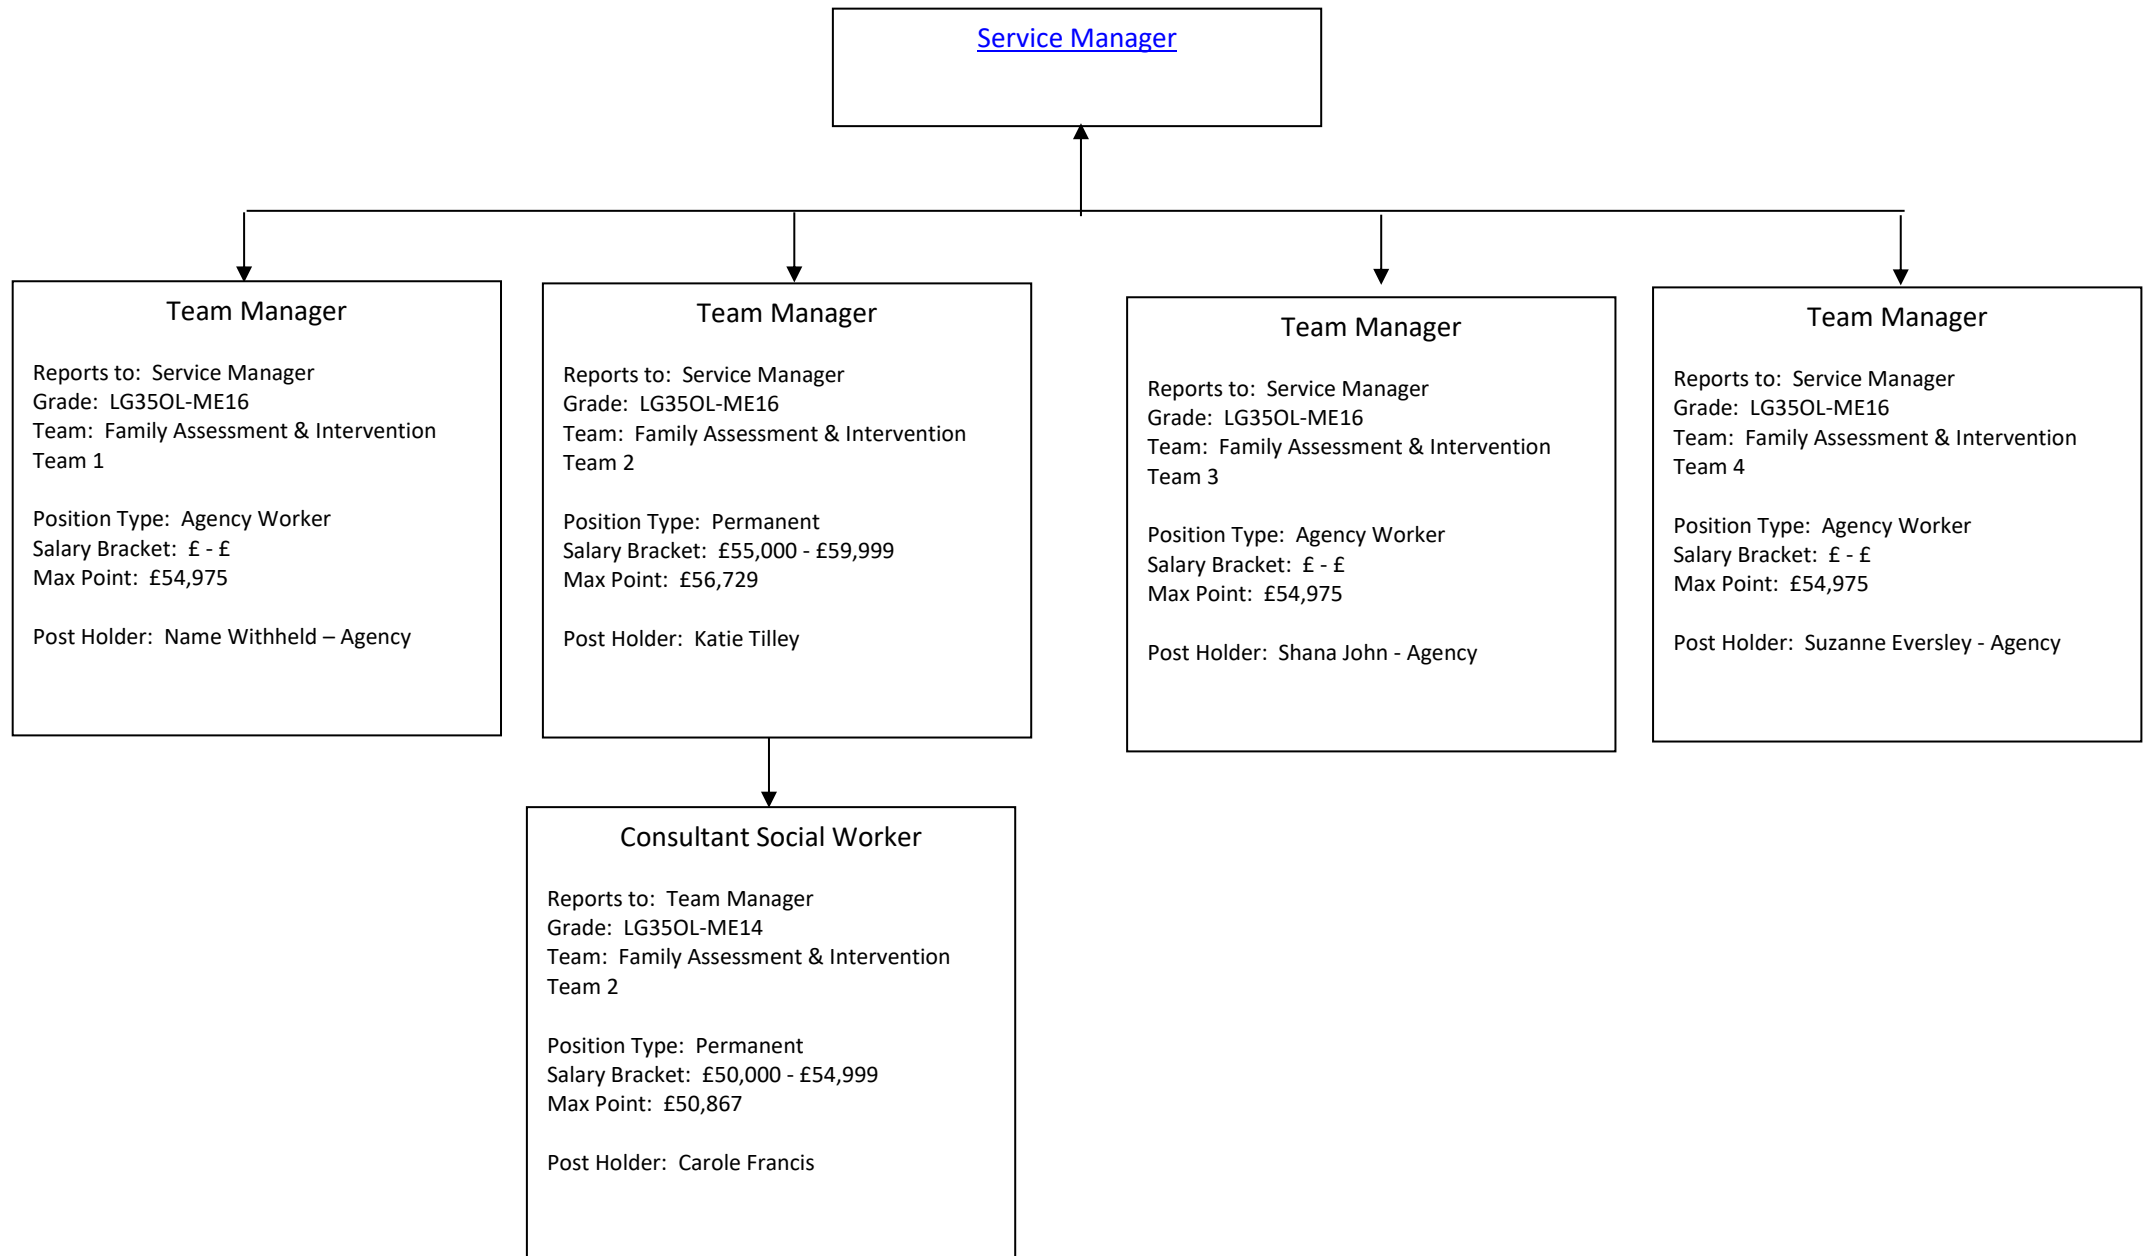 Service Manager
Team Manager
Reports to: Service Manager
Grade: LG35OL-ME16
Team: Family Assessment & Intervention
Team 1
Position Type: Agency Worker
Salary Bracket: £ - £
Max Point: £54,975
Post Holder: Name Withheld – Agency
Team Manager
Reports to: Service Manager
Grade: LG35OL-ME16
Team: Family Assessment & Intervention
Team 2
Position Type: Permanent
Salary Bracket: £55,000 - £59,999
Max Point: £56,729
Post Holder: Katie Tilley
Team Manager
Reports to: Service Manager
Grade: LG35OL-ME16
Team: Family Assessment & Intervention
Team 3
Position Type: Agency Worker
Salary Bracket: £ - £
Max Point: £54,975
Post Holder: Shana John - Agency
Team Manager
Reports to: Service Manager
Grade: LG35OL-ME16
Team: Family Assessment & Intervention
Team 4
Position Type: Agency Worker
Salary Bracket: £ - £
Max Point: £54,975
Post Holder: Suzanne Eversley - Agency
Consultant Social Worker
Reports to: Team Manager
Grade: LG35OL-ME14
Team: Family Assessment & Intervention
Team 2
Position Type: Permanent
Salary Bracket: £50,000 - £54,999
Max Point: £50,867
Post Holder: Carole Francis